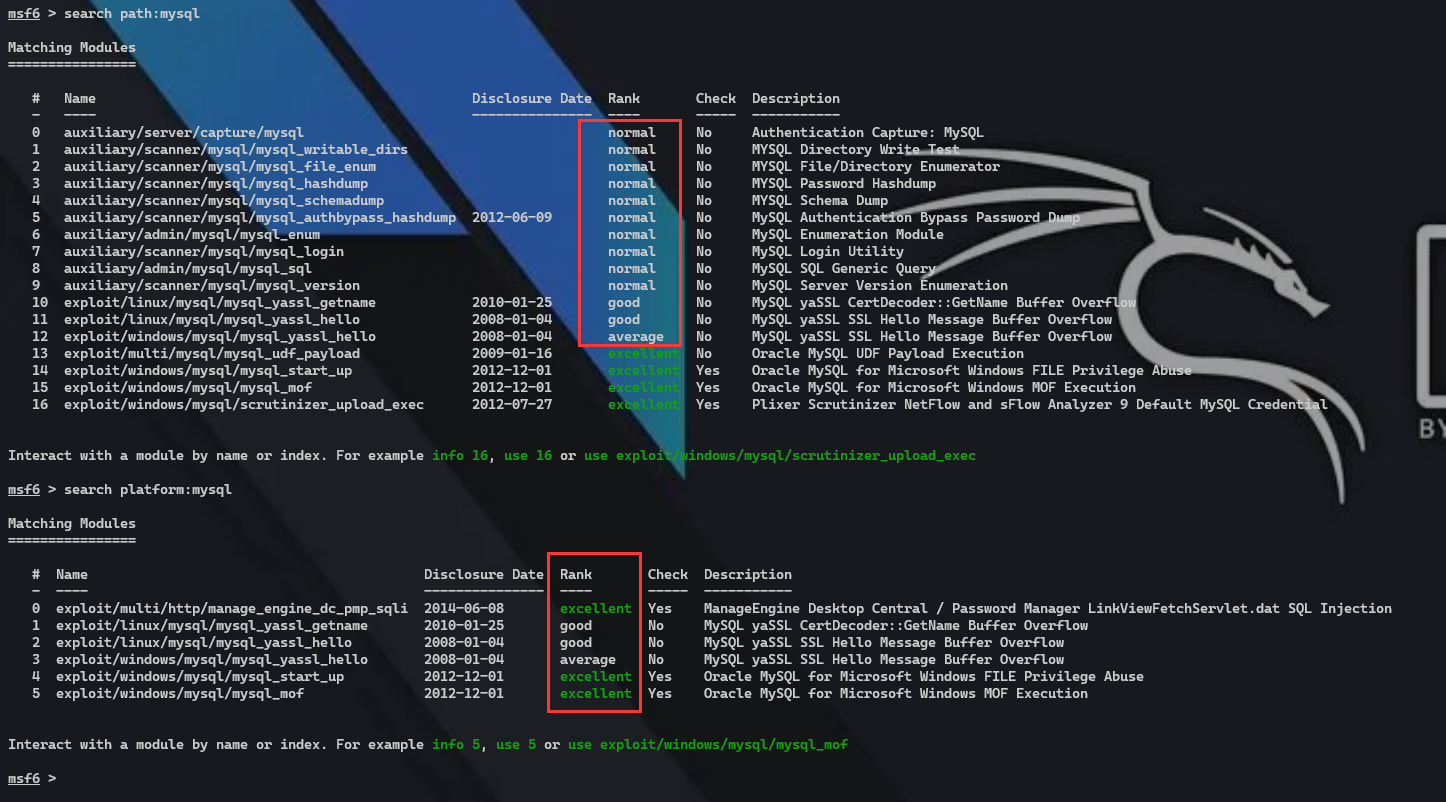 msf6 > search path:mysql
Matching Modules
================
# Name Disclosure Date Rank Check Description
- ---- --------------- ---- ----- -----------
0 auxiliary/server/capture/mysql normal No Authentication Capture: MySQL
1 auxiliary/scanner/mysql/mysql_writable_dirs normal No MYSQL Directory Write Test
2 auxiliary/scanner/mysql/mysql_file_enum normal No MYSQL File/Directory Enumerator
3 auxiliary/scanner/mysql/mysql_hashdump normal No MYSQL Password Hashdump
4 auxiliary/scanner/mysql/mysql_schemadump normal No MYSQL Schema Dump
5 auxiliary/scanner/mysql/mysql_authbypass_hashdump 2012-06-09 normal No MySQL Authentication Bypass Password Dump
6 auxiliary/admin/mysql/mysql_enum normal No MySQL Enumeration Module
7 auxiliary/scanner/mysql/mysql_login normal No MySQL Login Utility
8 auxiliary/admin/mysql/mysql_sql normal No MySQL SQL Generic Query
9 auxiliary/scanner/mysql/mysql_version normal No MySQL Server Version Enumeration
10 exploit/linux/mysql/mysql_yassl_getname 2010-01-25 good No MySQL yaSSL CertDecoder::GetName Buffer Overflow
11 exploit/linux/mysql/mysql_yassl_hello 2008-01-04 good No MySQL yaSSL SSL Hello Message Buffer Overflow
12 exploit/windows/mysql/mysql_yassl_hello 2008-01-04 average No MySQL yaSSL SSL Hello Message Buffer Overflow
13 exploit/multi/mysql/mysql_udf_payload 2009-01-16 excellent No Oracle MySQL UDF Payload Execution
14 exploit/windows/mysql/mysql_start_up 2012-12-01 excellent Yes Oracle MySQL for Microsoft Windows FILE Privilege Abuse
15 exploit/windows/mysql/mysql_mof 2012-12-01 excellent Yes Oracle MySQL for Microsoft Windows MOF Execution
16 exploit/windows/mysql/scrutinizer_upload_exec 2012-07-27 excellent Yes Plixer Scrutinizer NetFlow and sFlow Analyzer 9 Default MySQL Credential
BY
Interact with a module by name or index. For example info 16, use 16 or use exploit/windows/mysql/scrutinizer_upload_exec
msf6 > search platform:mysql
Matching Modules
================
# Name Disclosure Date Rank Check Description
- ---- --------------- ---- ----- -----------
0 exploit/multi/http/manage_engine_dc_pmp_sqli 2014-06-08 excellent Yes ManageEngine Desktop Central / Password Manager LinkViewFetchServlet.dat SQL Injection
1 exploit/linux/mysql/mysql_yassl_getname 2010-01-25 good No MySQL yaSSL CertDecoder::GetName Buffer Overflow
2 exploit/linux/mysql/mysql_yassl_hello 2008-01-04 good No MySQL yaSSL SSL Hello Message Buffer Overflow
3 exploit/windows/mysql/mysql_yassl_hello 2008-01-04 average No MySQL yaSSL SSL Hello Message Buffer Overflow
4 exploit/windows/mysql/mysql_start_up 2012-12-01 excellent Yes Oracle MySQL for Microsoft Windows FILE Privilege Abuse
5 exploit/windows/mysql/mysql_mof 2012-12-01 excellent Yes Oracle MySQL for Microsoft Windows MOF Execution
Interact with a module by name or index. For example info 5, use 5 or use exploit/windows/mysql/mysql_mof
msf6 >